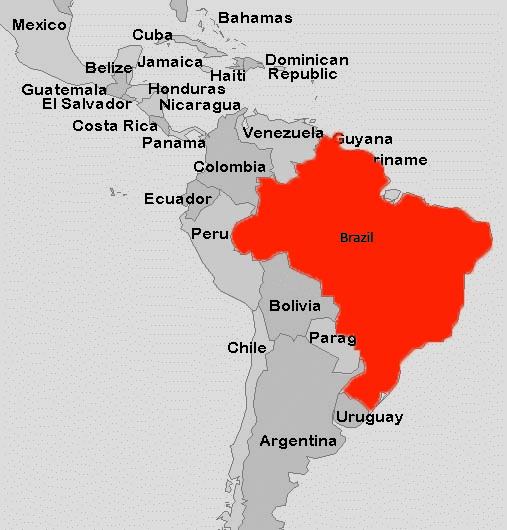 Mexico
Bahamas
Cuba
Belize
Jamaica
Haiti
Dominican
Republic
Guatemala
Honduras
El Salvador
Nicaragua
Costa Rica
Panama
Venezuela
Guyana
riname
Colombia
Ecuador
Peru
Brazil
Bolivia
Parag
Chile
Uruguay
Argentina